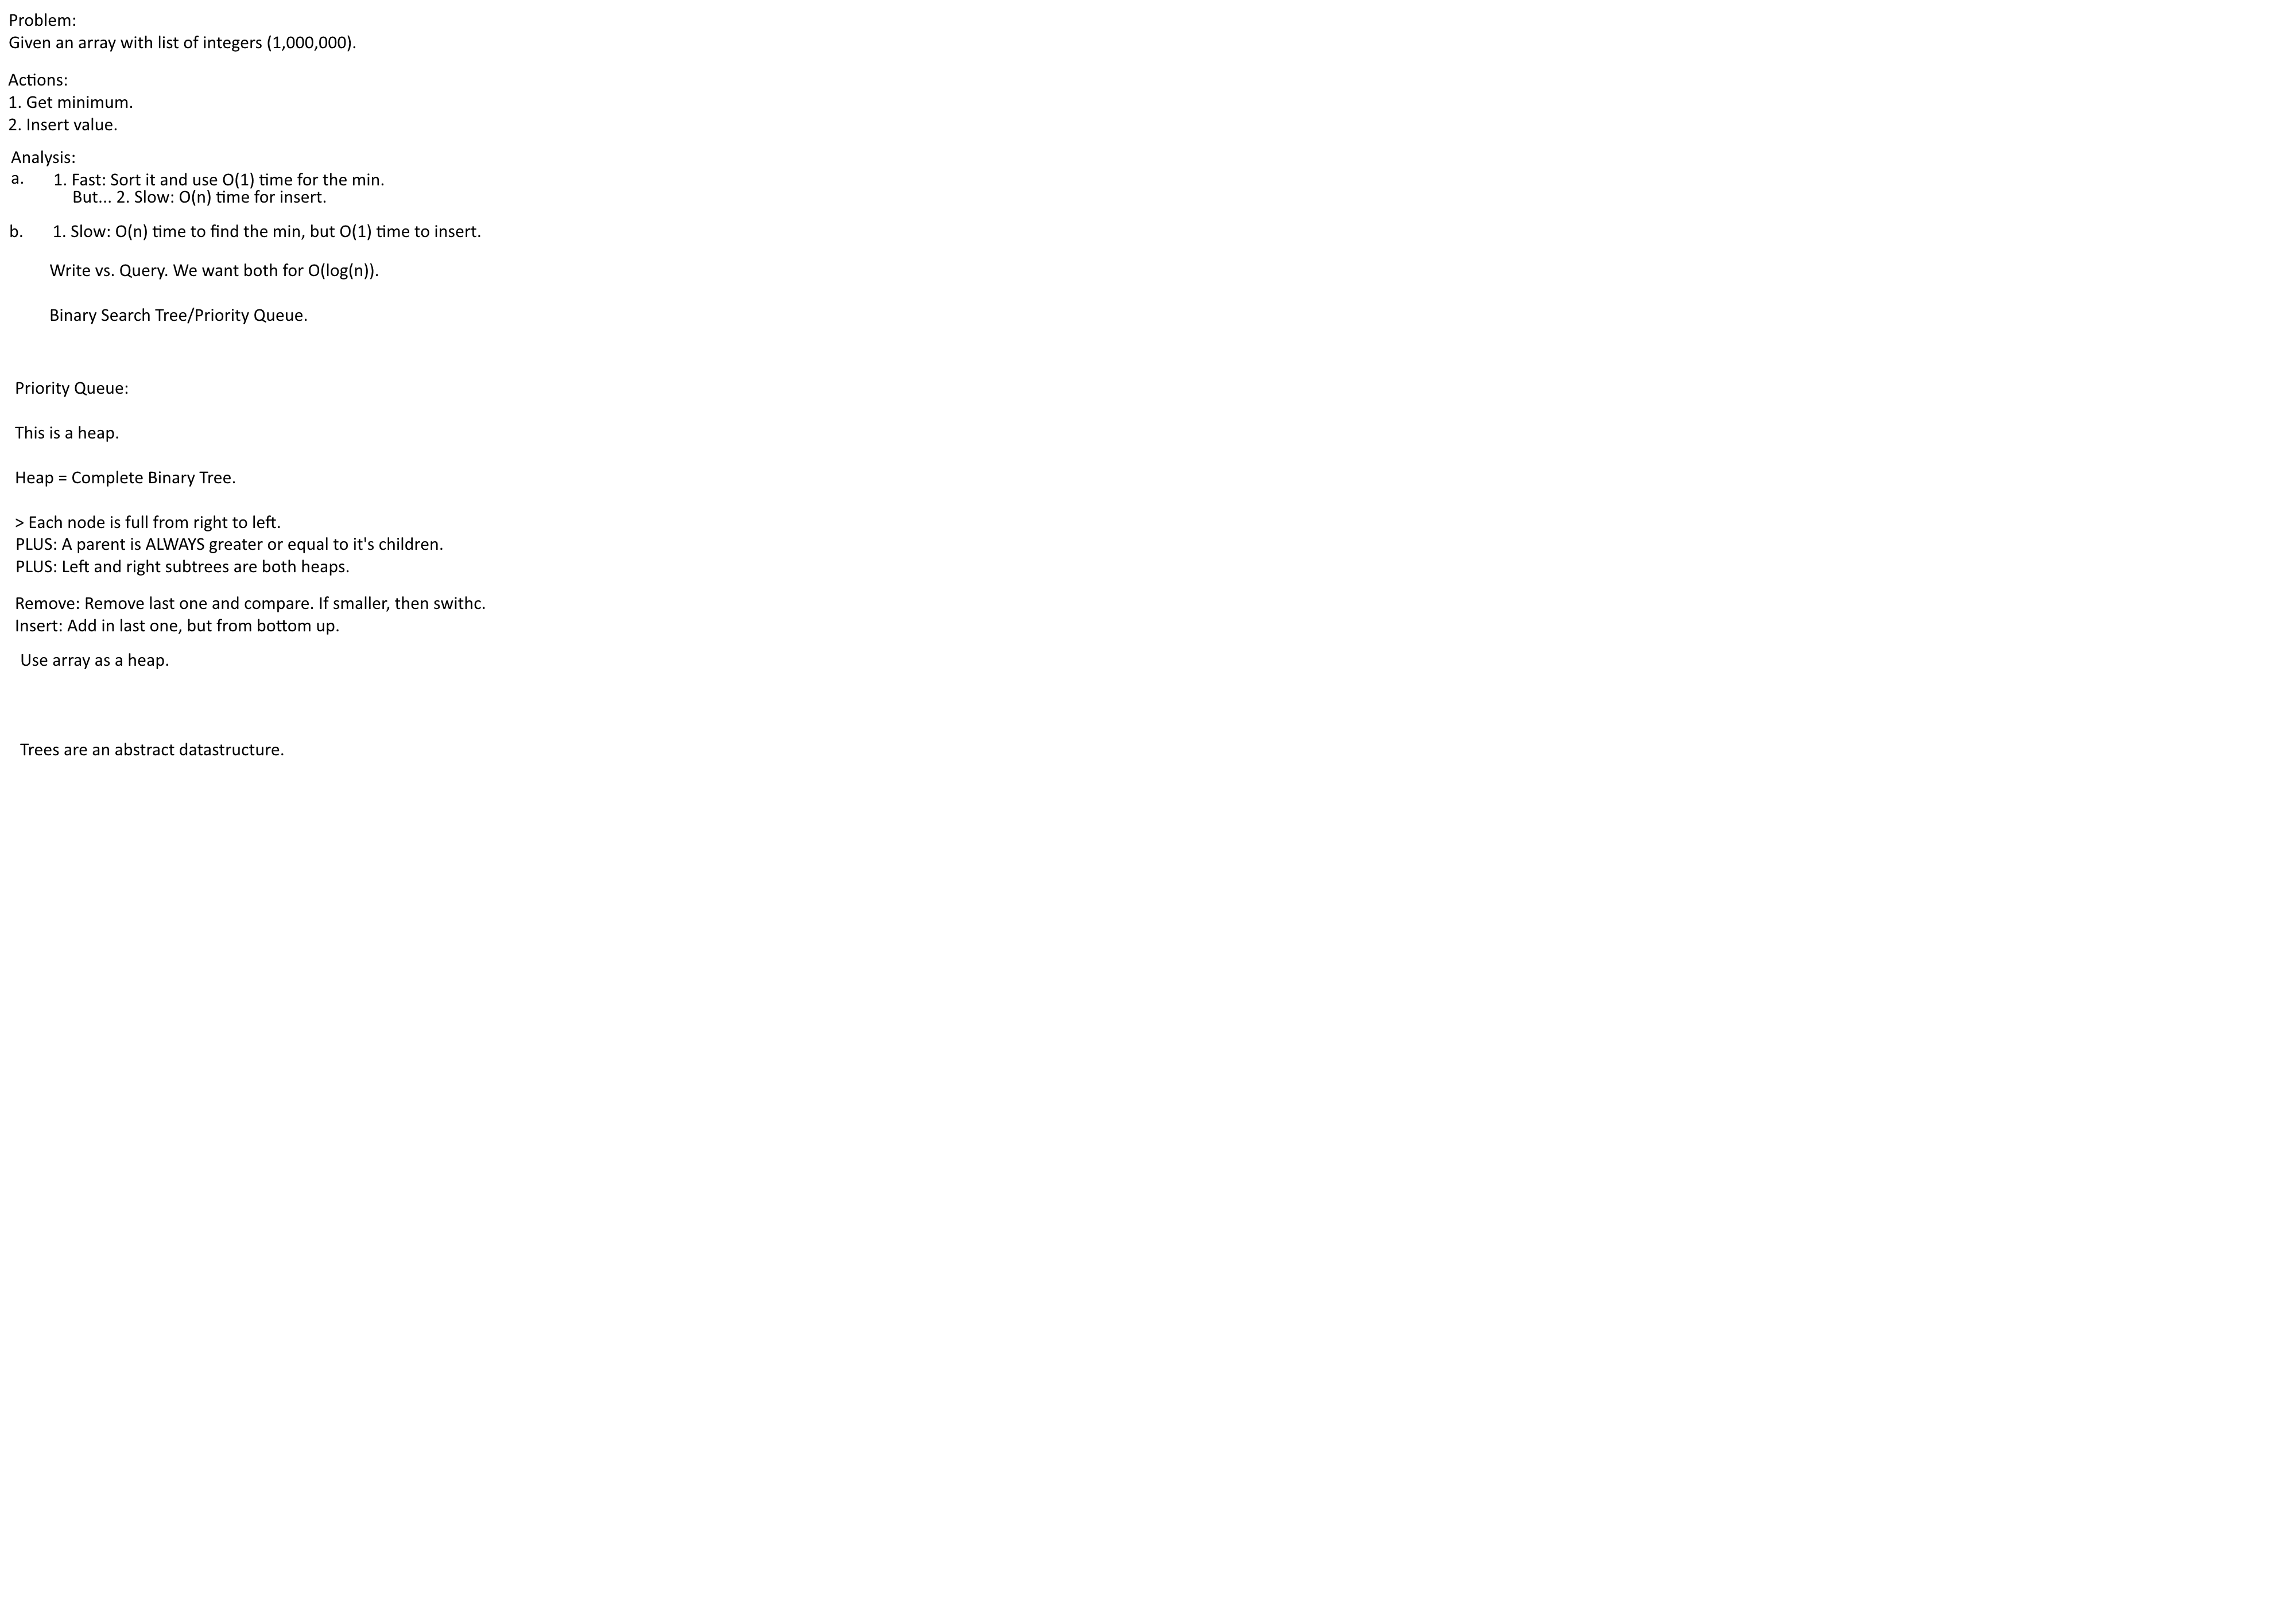 Problem:
Given an array with list of integers (1,000,000).
Actions:
1. Get minimum.
2. Insert value.
Analysis:
a. 1. Fast: Sort it and use O(1) time for the min.
But... 2. Slow: O(n) time for insert.
b. 1. Slow: O(n) time to find the min, but O(1) time to insert.
Write vs. Query. We want both for O(log(n)).
Binary Search Tree/Priority Queue.
Priority Queue:
This is a heap.
Heap = Complete Binary Tree.
> Each node is full from right to left.
PLUS: A parent is ALWAYS greater or equal to it's children.
PLUS: Left and right subtrees are both heaps.
Remove: Remove last one and compare. If smaller, then swithc.
Insert: Add in last one, but from bottom up.
Use array as a heap.
Trees are an abstract datastructure.